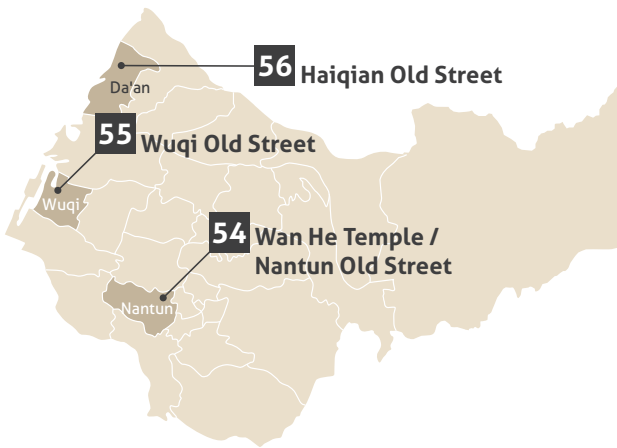 56 Haiqian Old Street
Da'an
55 Wuqi Old Street
Wuqi
54 Wan He Temple /
Nantun Old Street
Nantun